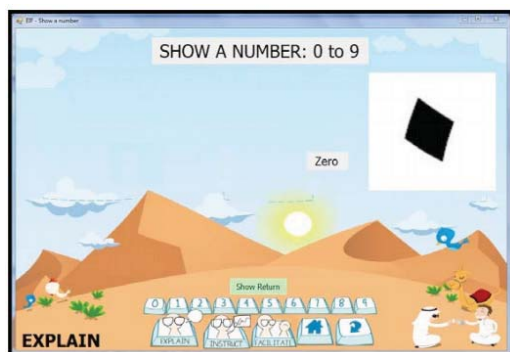 Elf - Show a number
SHOW A NUMBER: 0 to 9
Zero
Show Return
0 1 2 3 4 5 6 7 8 9
EXPLAIN INSTRUCT FACILITATE
EXPLAIN